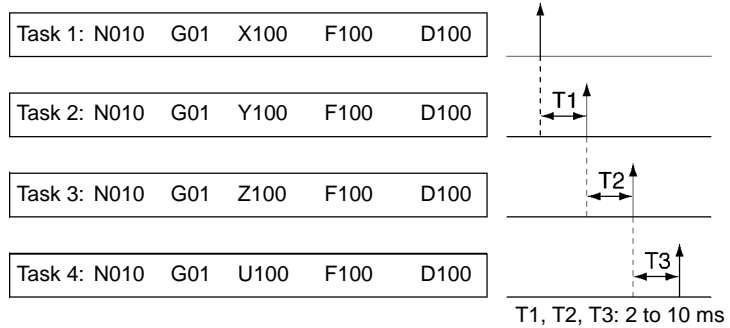 Task 1: N010 G01 X100 F100 D100
Task 2: N010 G01 Y100 F100 D100
T1
Task 3: N010 G01 Z100 F100 D100
T2
Task 4: N010 G01 U100 F100 D100
T3
T1, T2, T3: 2 to 10 ms